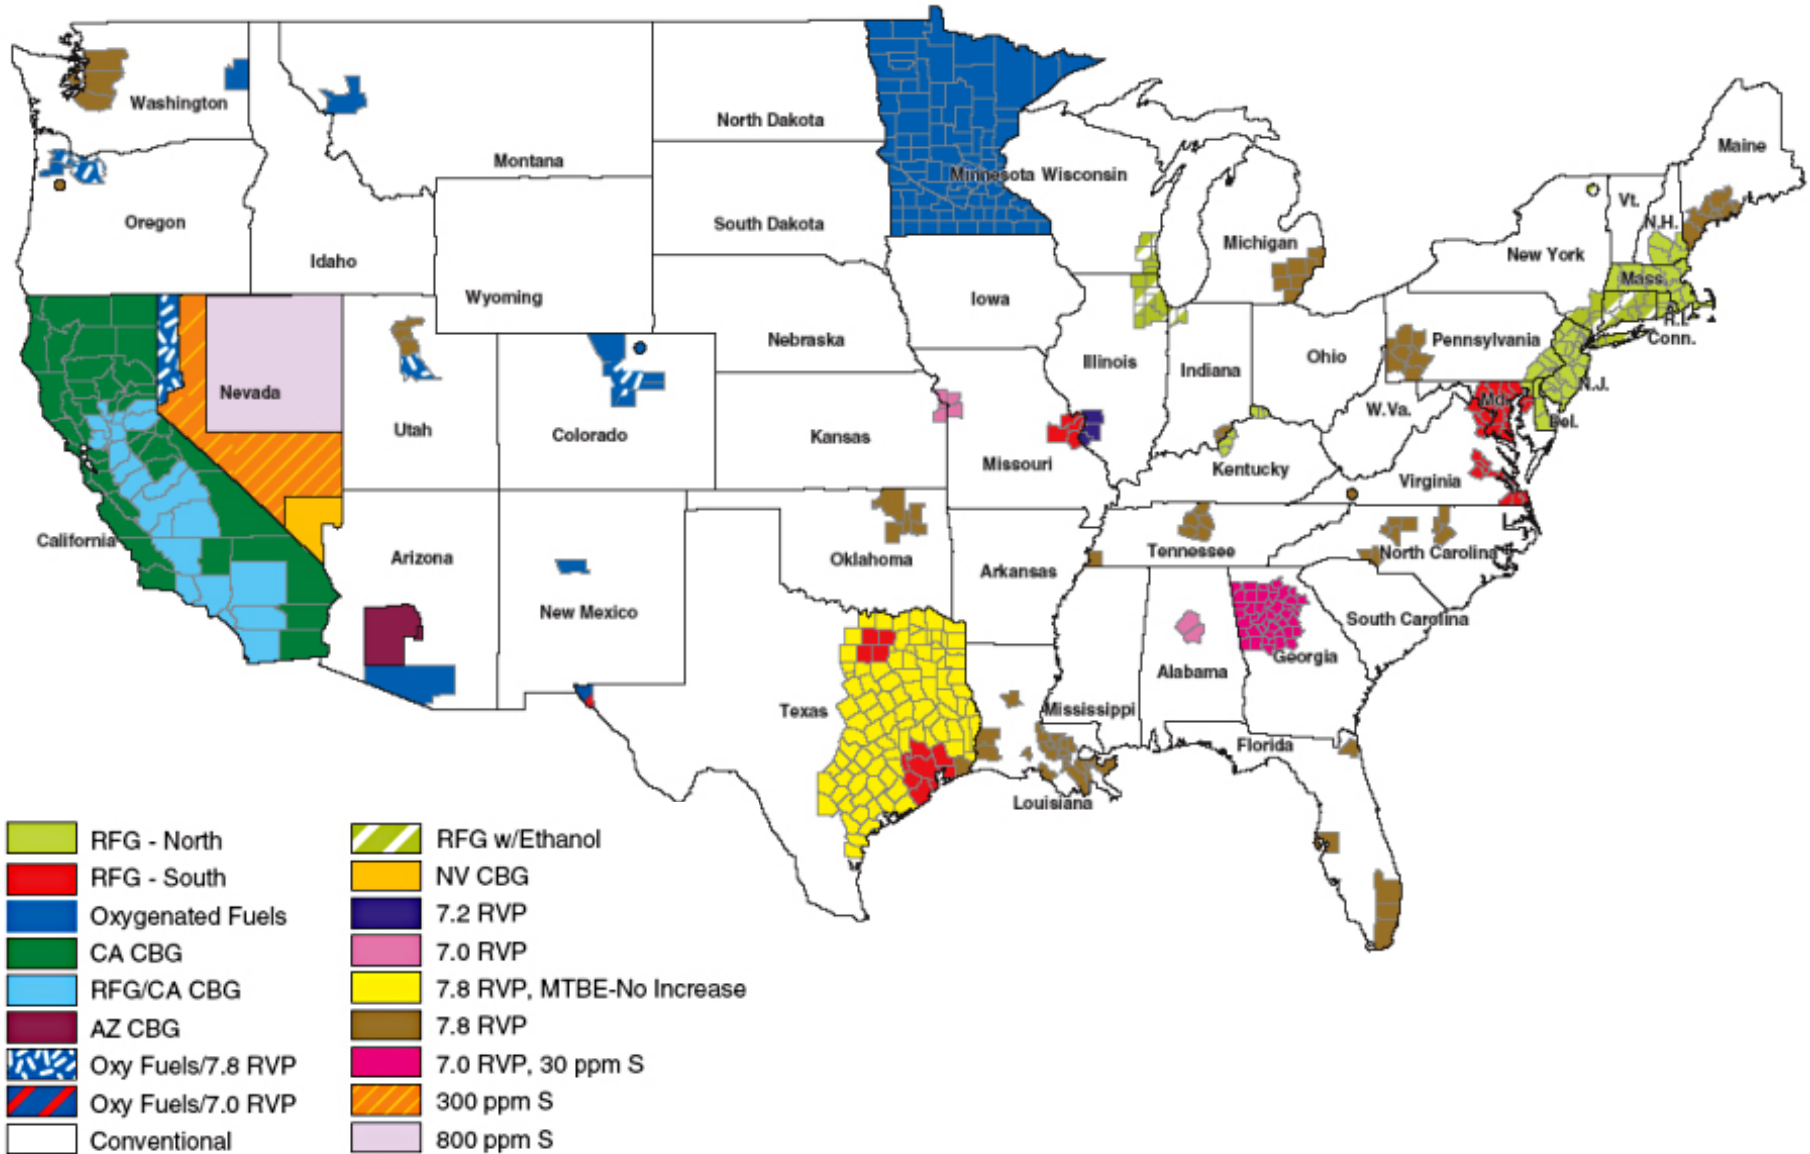 Washington
Montana
North Dakota
Minnesota
Wisconsin
Maine
Oregon
Idaho
South Dakota
Michigan
Vt.
N.H.
New York
Mass.
Wyoming
Iowa
R.I.
Conn.
Nebraska
Pennsylvania
Nevada
Illinois
Indiana
Ohio
N.J.
Utah
Colorado
Kansas
Missouri
W.Va.
Md.
Del.
Kentucky
Virginia
California
Arizona
Oklahoma
Tennessee
North Carolina
New Mexico
Arkansas
South Carolina
Georgia
Alabama
Texas
Mississippi
Florida
Louisiana
RFG - North
RFG - South
Oxygenated Fuels
CA CBG
RFG/CA CBG
AZ CBG
Oxy Fuels/7.8 RVP
Oxy Fuels/7.0 RVP
Conventional
RFG w/Ethanol
NV CBG
7.2 RVP
7.0 RVP
7.8 RVP, MTBE-No Increase
7.8 RVP
7.0 RVP, 30 ppm S
300 ppm S
800 ppm S